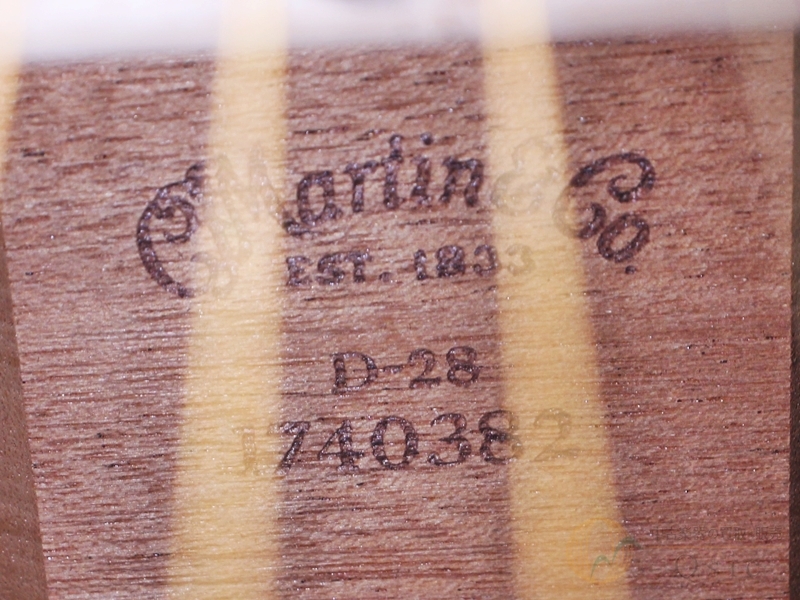 C.F. Martin & Co.
EST. 1833
D-28
1740382